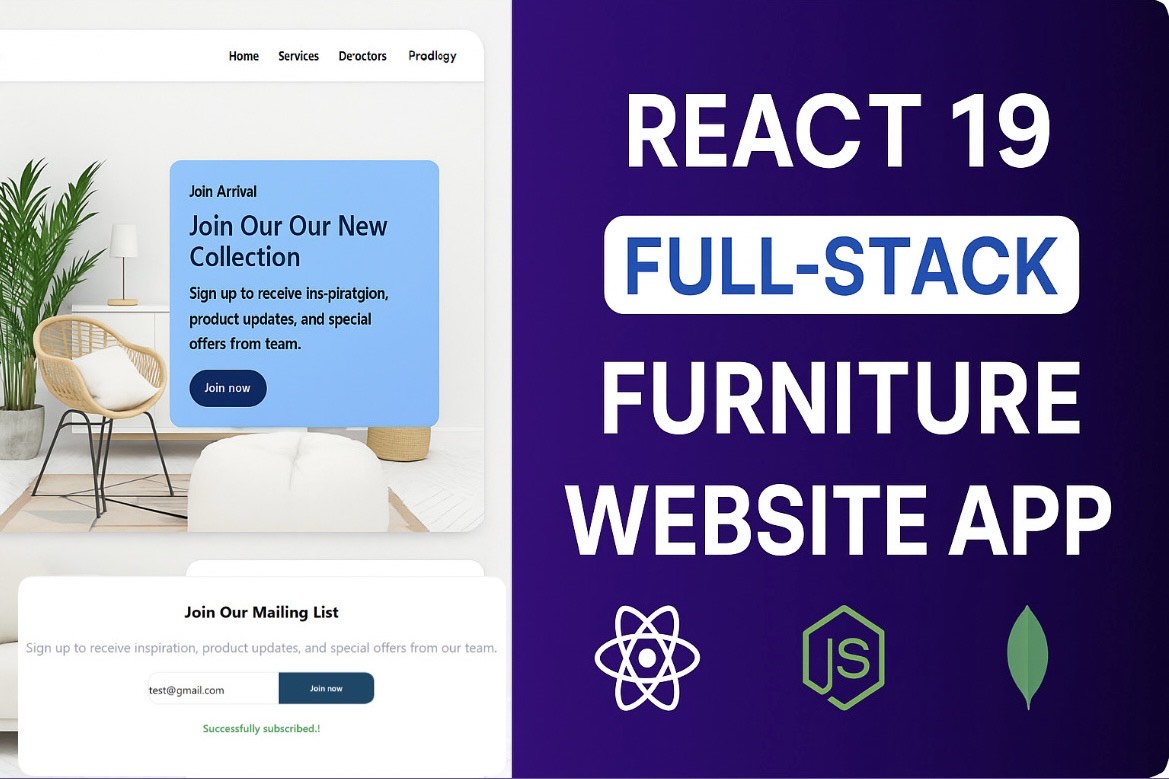 Home Services De·octors Prodlogy
Join Arrival
Join Our Our New
Collection
Sign up to receive ins-piratgion,
product updates, and special
offers from team.
Join now
Join Our Mailing List
Sign up to receive inspiration, product updates, and special offers from our team.
test@gmail.com Join now
Successfully subscribed.!
REACT 19
FULL-STACK
FURNITURE
WEBSITE APP
JS